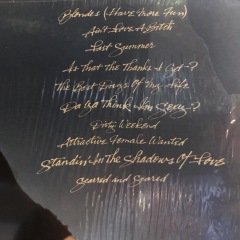 Blondes (Have More Fun)
Ain't Love A Bitch
Last Summer
Is That The Thanks I Get?
The Best Days Of My Life
Da Ya Think I'm Sexy?
Dirty Weekend
Attractive Female Wanted
Standin' In The Shadows Of Love
Scared and Scared